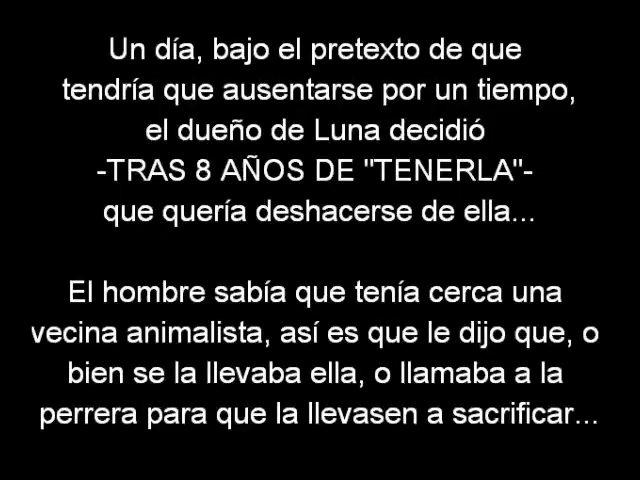 Un día, bajo el pretexto de que
tendría que ausentarse por un tiempo,
el dueño de Luna decidió
-TRAS 8 AÑOS DE "TENERLA"-
que quería deshacerse de ella...
El hombre sabía que tenía cerca una
vecina animalista, así es que le dijo que, o
bien se la llevaba ella, o llamaba a la
perrera para que la llevasen a sacrificar...